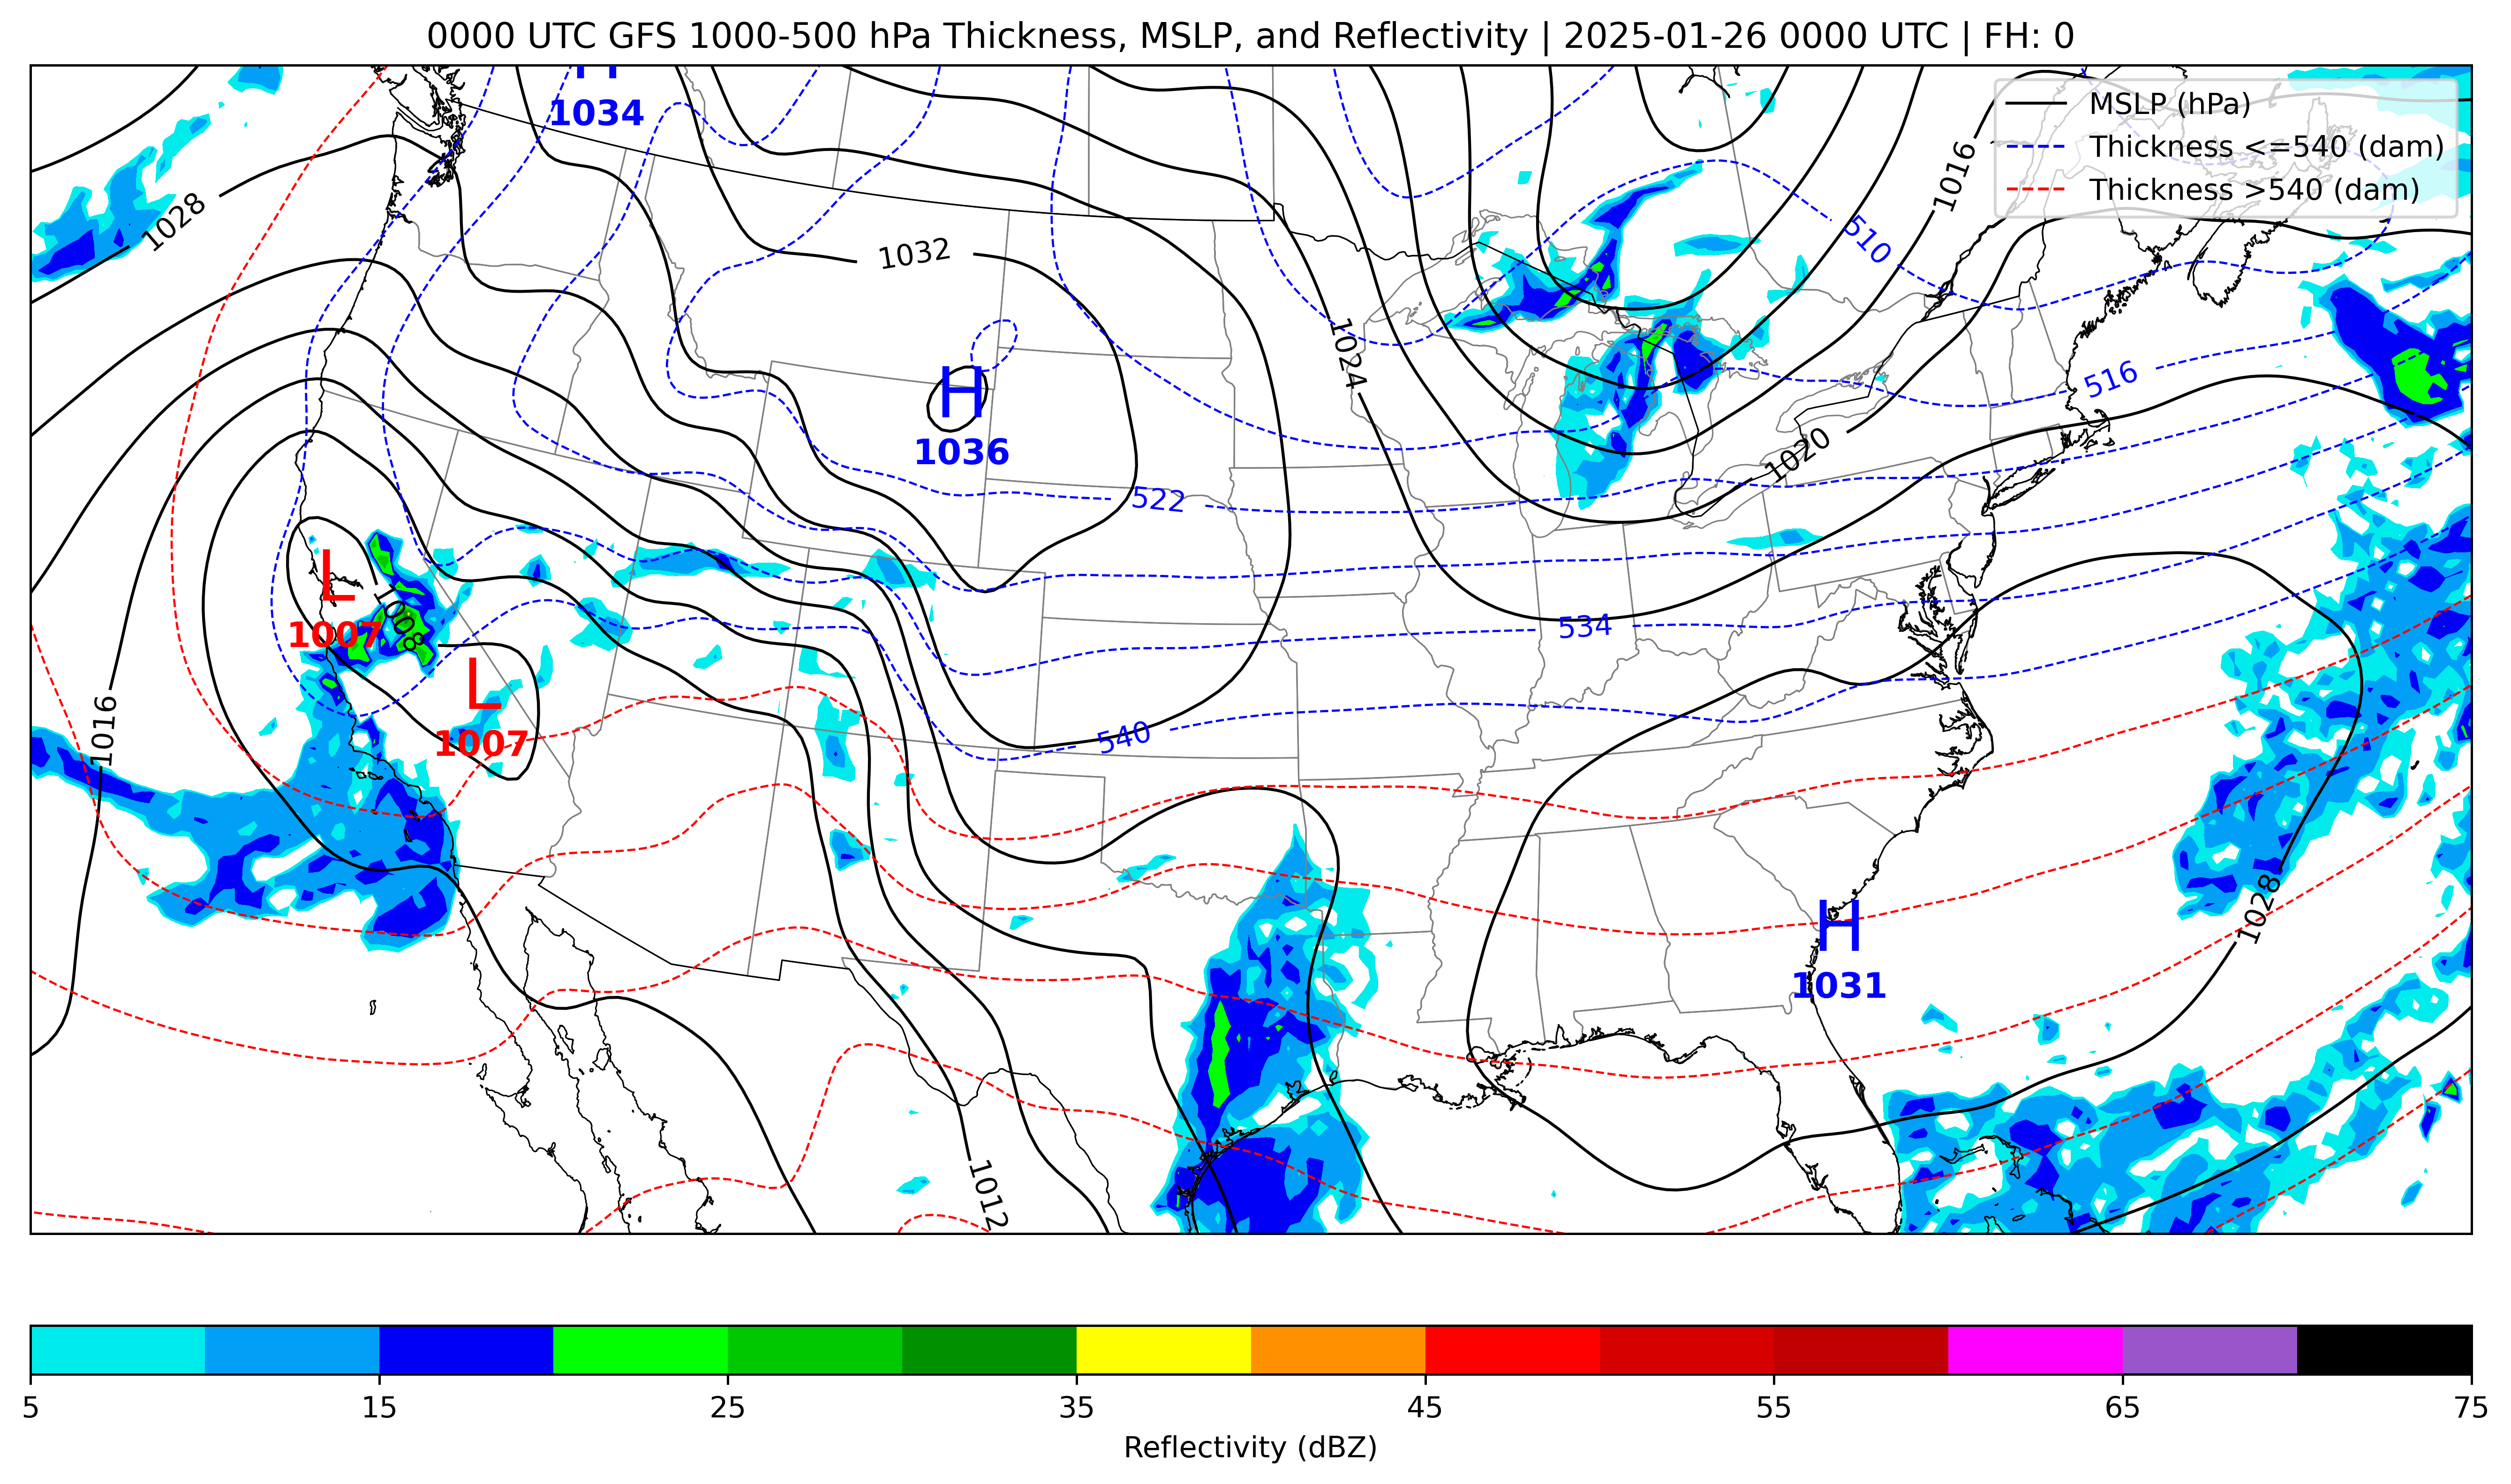 0000 UTC GFS 1000-500 hPa Thickness, MSLP, and Reflectivity | 2025-01-26 0000 UTC | FH: 0
MSLP (hPa)
Thickness <=540 (dam)
Thickness >540 (dam)
H
1034
1016
1028
510
1032
1024
H
1036
516
1020
522
L
1007
1008
534
L
1007
1016
540
H
1031
1028
1012
5 15 25 35 45 55 65 75
Reflectivity (dBZ)